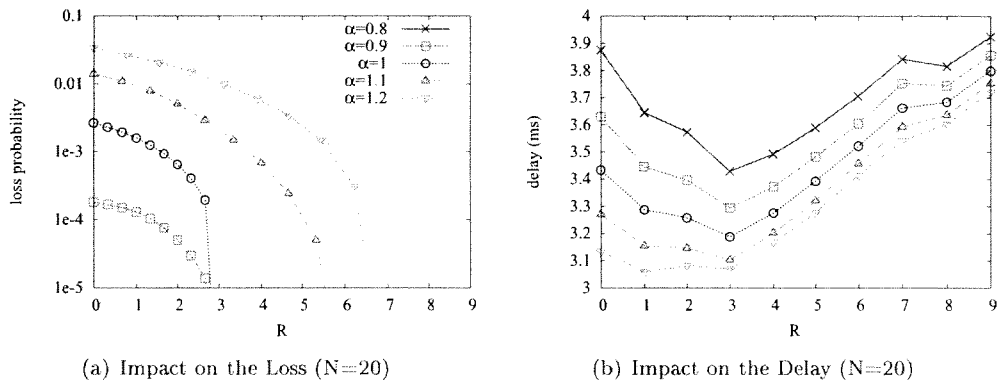 0.1
0.01
1e-3
1e-4
1e-5
loss probability
0 1 2 3 4 5 6 7 8 9
R
α=0.8
α=0.9
α=1
α=1.1
α=1.2
(a) Impact on the Loss (N=20)
4
3.9
3.8
3.7
3.6
3.5
3.4
3.3
3.2
3.1
3
delay (ms)
0 1 2 3 4 5 6 7 8 9
R
(b) Impact on the Delay (N=20)